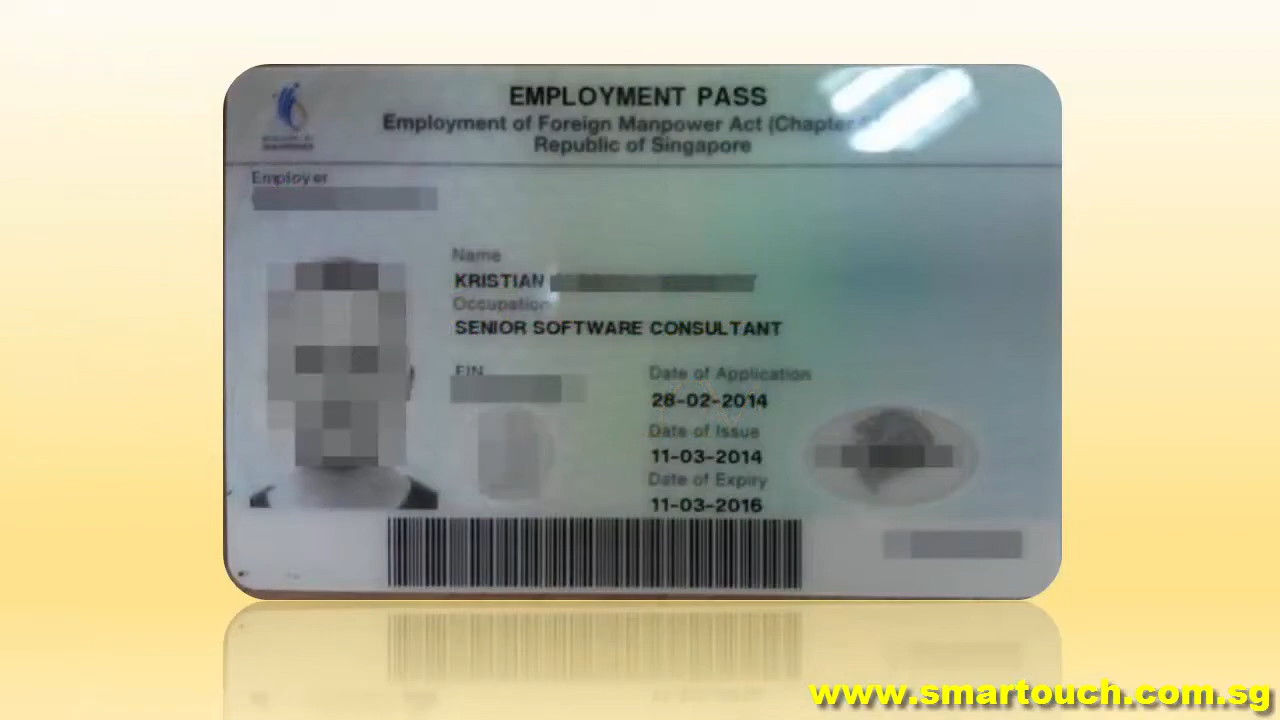 EMPLOYMENT PASS
Employment of Foreign Manpower Act (Chapter
Republic of Singapore
Employer
Name
KRISTIAN
Occupation
SENIOR SOFTWARE CONSULTANT
FIN
Date of Application
28-02-2014
Date of Issue
11-03-2014
Date of Expiry
11-03-2016
www.smartouch.com.sg